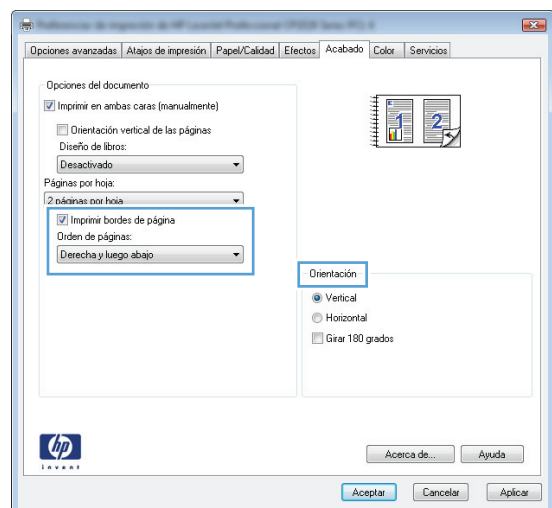 Opciones avanzadas Atajos de impresión Papel/Calidad Efectos Acabado Color Servicios
Opciones del documento
Imprimir en ambas caras (manualmente)
Orientación vertical de las páginas
Diseño de libros:
Desactivado
Páginas por hoja:
2 páginas por hoja
Imprimir bordes de página
Orden de páginas:
Derecha y luego abajo
1 2
Orientación
Vertical
Horizontal
Girar 180 grados
hp
invent
Acerca de... Ayuda
Aceptar Cancelar Aplicar